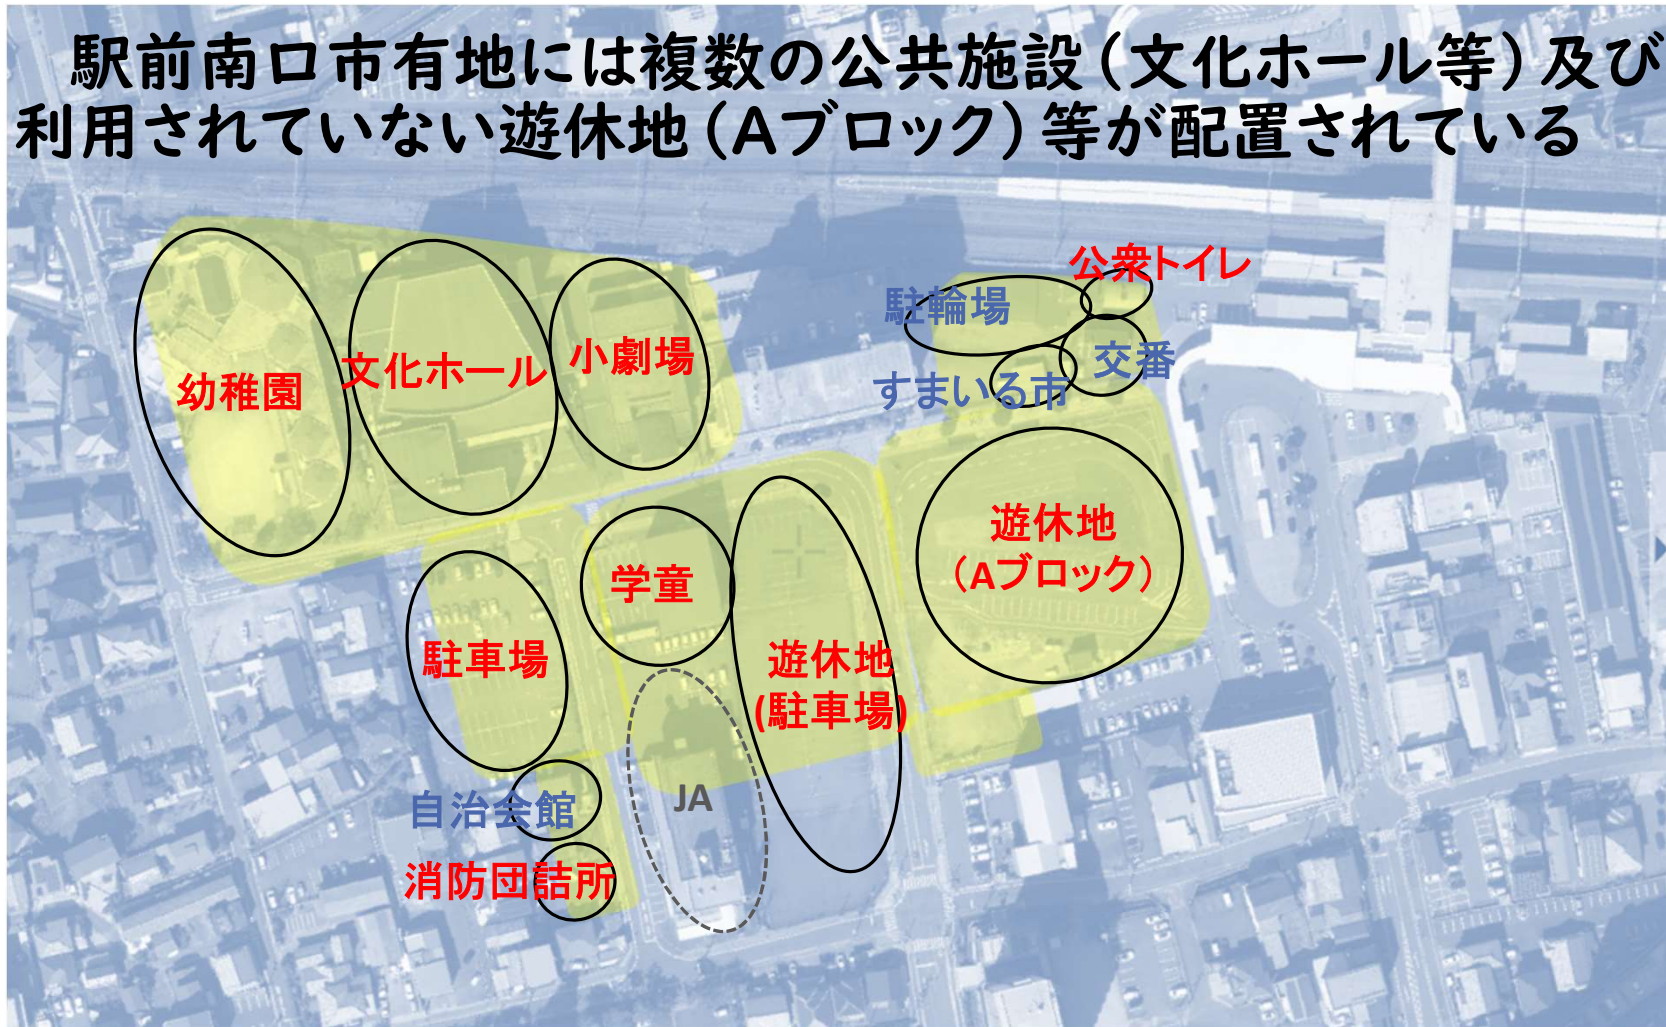 駅前南口市有地には複数の公共施設（文化ホール等）及び
利用されていない遊休地（Aブロック）等が配置されている
公衆トイレ
駐輪場
交番
すまいる市
幼稚園
文化ホール
小劇場
遊休地
（Aブロック）
学童
駐車場
遊休地
(駐車場)
JA
自治会館
消防団詰所